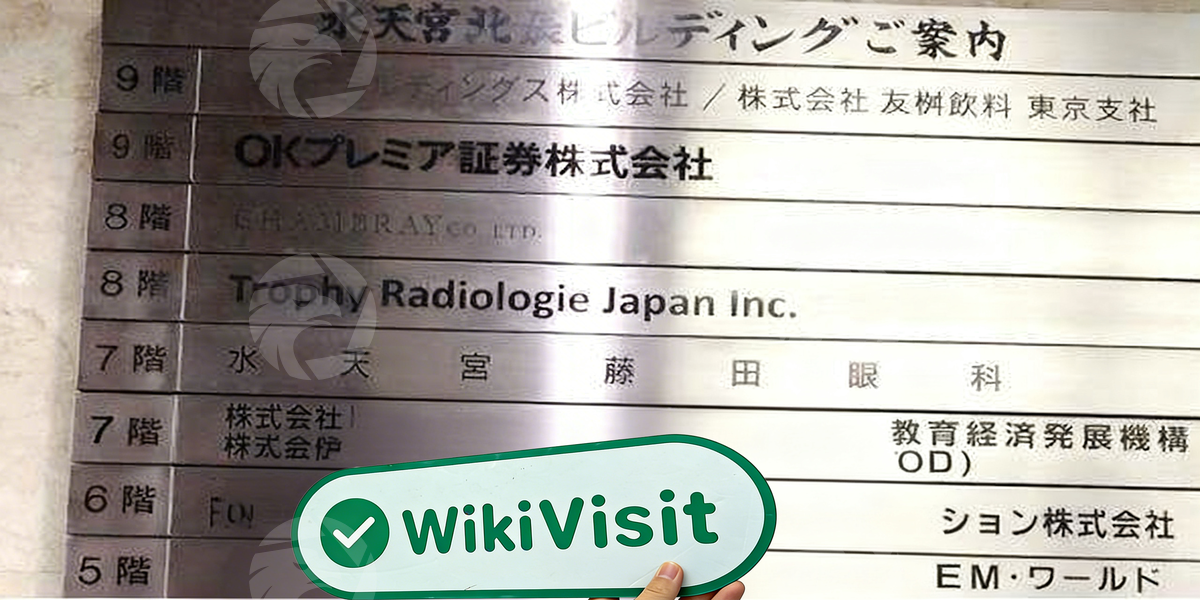 水天宮北辰ビルディングご案内
9階 ルディングス株式会社 / 株式会社 友桝飲料 東京支社
9階 OKプレミア証券株式会社
8階 CHAMBRAY CO. LTD.
8階 Trophy Radiologie Japan Inc.
7階 水天宮藤田眼科
7階 株式会社 教育経済発展機構
株式会 OD)
6階 ション株式会社
5階 EM・ワールド
WikiVisit